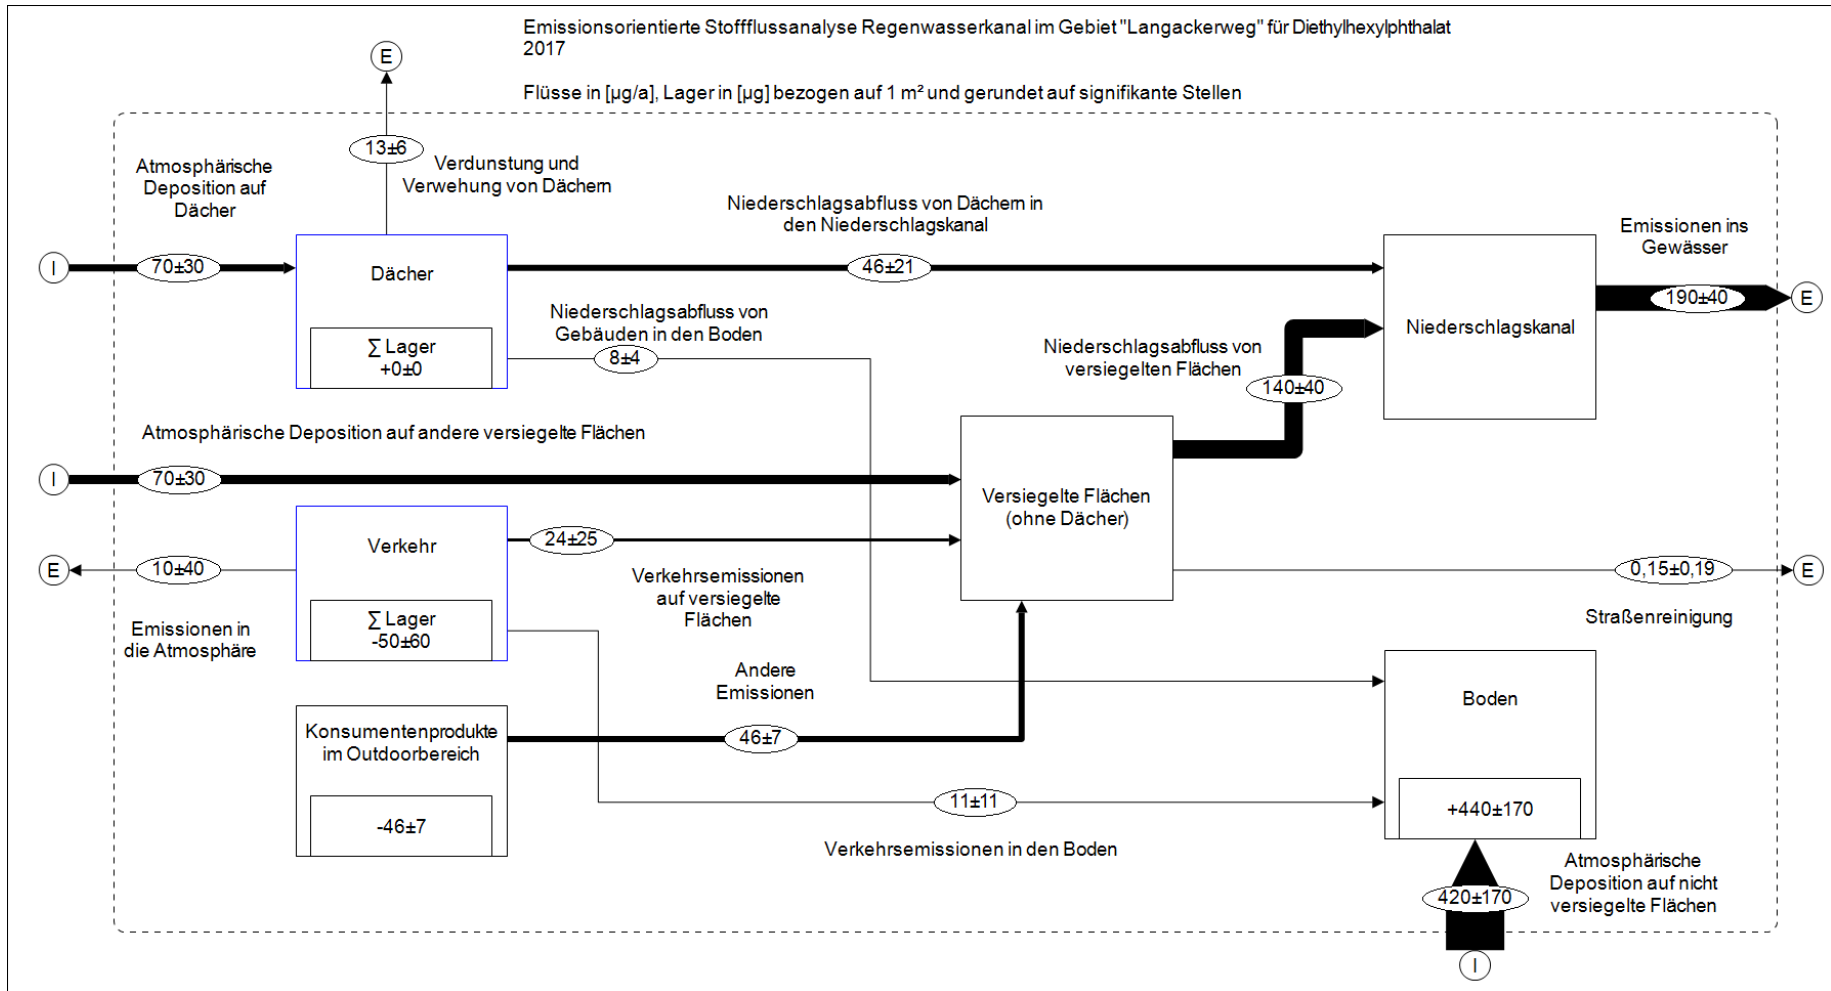 Emissionsorientierte Stoffflussanalyse Regenwasserkanal im Gebiet "Langackerweg" für Diethylhexylphthalat
2017
Flüsse in [µg/a], Lager in [µg] bezogen auf 1 m² und gerundet auf signifikante Stellen
E
13±6
Verdunstung und
Verwehung von Dächern
Atmosphärische
Deposition auf
Dächer
I
70±30
Dächer
∑ Lager
+0±0
Niederschlagsabfluss von Dächern in
den Niederschlagskanal
46±21
Niederschlagskanal
Emissionen ins
Gewässer
190±40
E
Niederschlagsabfluss von
Gebäuden in den Boden
8±4
Niederschlagsabfluss von
versiegelten Flächen
140±40
Atmosphärische Deposition auf andere versiegelte Flächen
I
70±30
Versiegelte Flächen
(ohne Dächer)
Verkehr
∑ Lager
-50±60
24±25
Verkehrsemissionen
auf versiegelte
Flächen
E
10±40
Emissionen in
die Atmosphäre
0,15±0,19
E
Straßenreinigung
Andere
Emissionen
46±7
Konsumentenprodukte
im Outdoorbereich
-46±7
11±11
Verkehrsemissionen in den Boden
Boden
+440±170
Atmosphärische
Deposition auf nicht
versiegelte Flächen
420±170
I